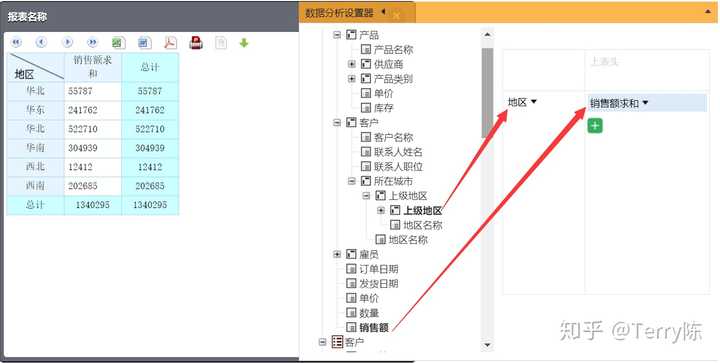 报表名称
地区
销售额求
和
总计
华北 55787 55787
华东 241762 241762
华北 522710 522710
华南 304939 304939
西北 12412 12412
西南 202685 202685
总计 1340295 1340295
数据分析设置器
产品
产品名称
供应商
产品类别
单价
库存
客户
客户名称
联系人姓名
联系人职位
所在城市
上级地区
上级地区
地区名称
地区名称
雇员
订单日期
发货日期
单价
数量
销售额
客户
上表头
地区
销售额求和
知乎 @Terry陈